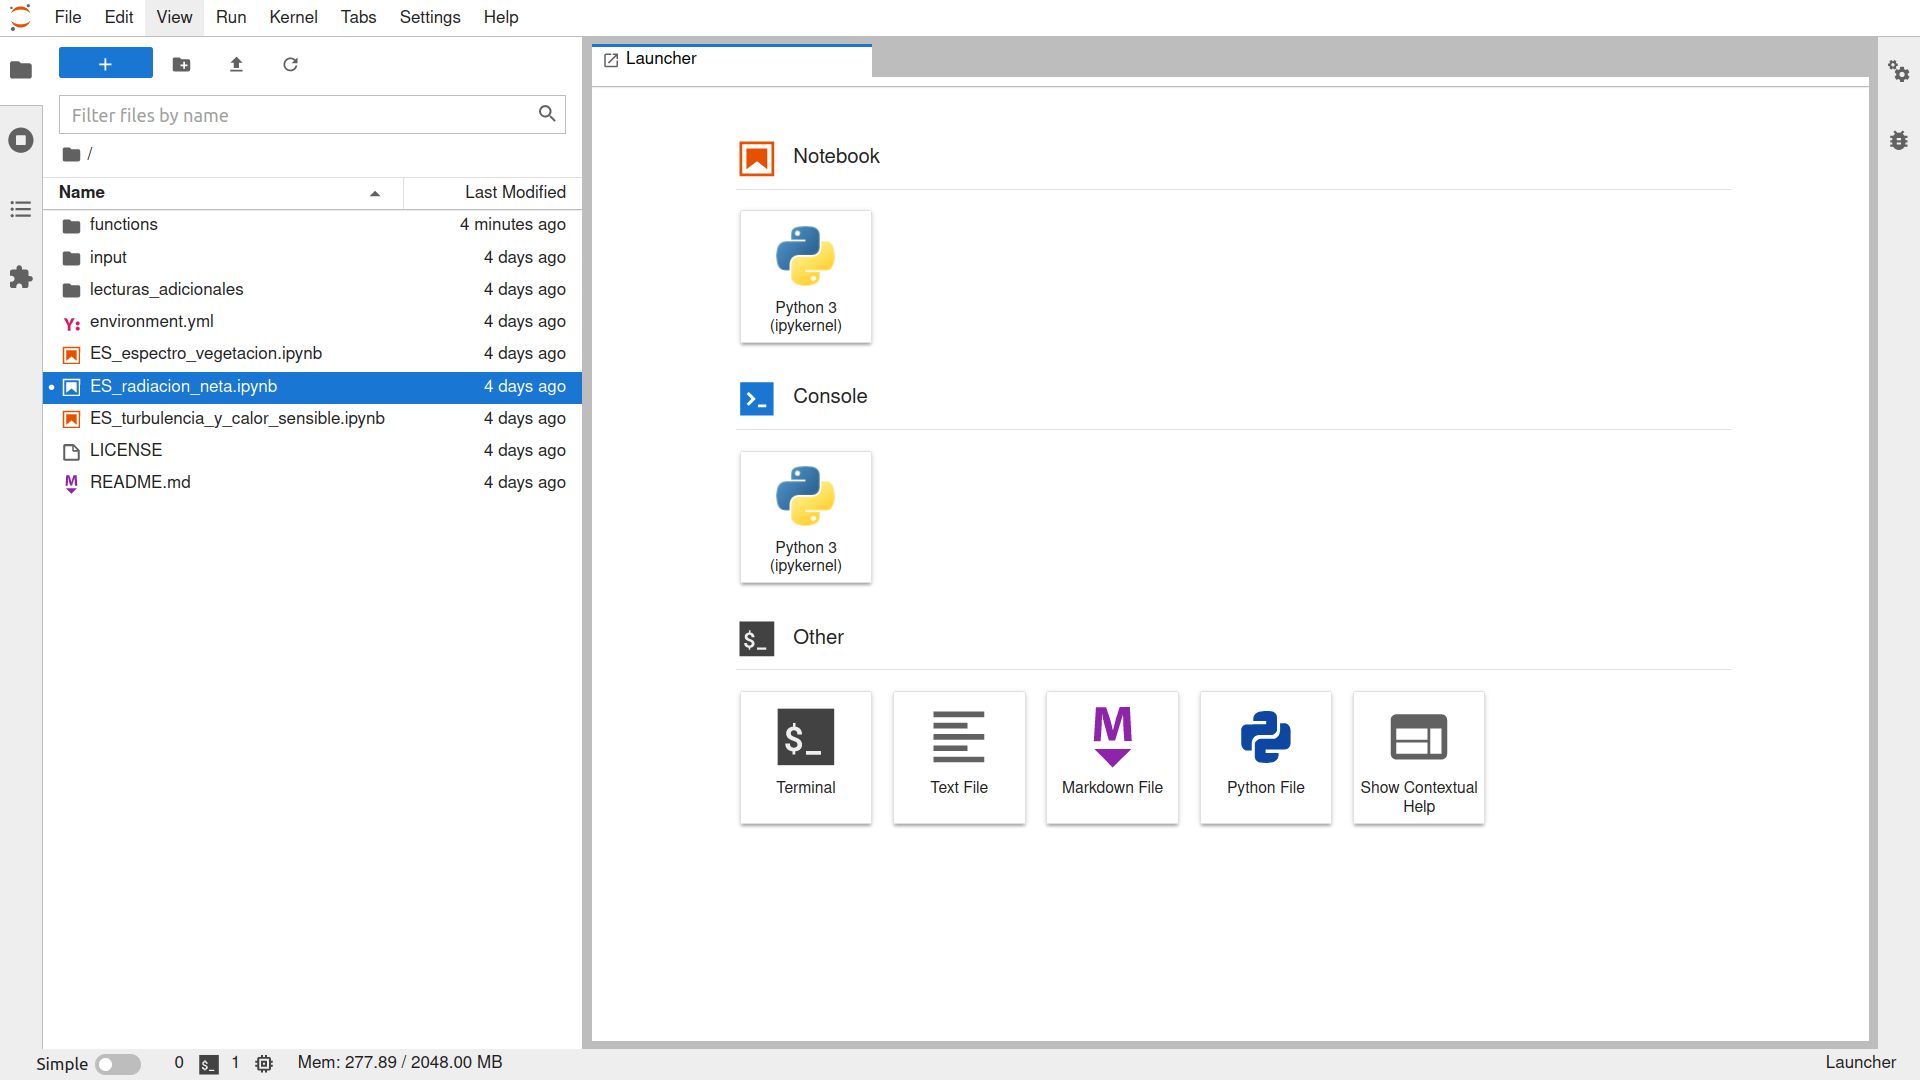 File Edit View Run Kernel Tabs Settings Help
+
Filter files by name
/
Name Last Modified
functions 4 minutes ago
input 4 days ago
lecturas_adicionales 4 days ago
Y: environment.yml 4 days ago
ES_espectro_vegetacion.ipynb 4 days ago
ES_radiacion_neta.ipynb 4 days ago
ES_turbulencia_y_calor_sensible.ipynb 4 days ago
LICENSE 4 days ago
M README.md 4 days ago
Launcher
Notebook
Python 3
(ipykernel)
Console
Python 3
(ipykernel)
$_ Other
$_
Terminal
Text File
M
Markdown File
Python File
Show Contextual
Help
Simple 0 $_ 1 Mem: 277.89 / 2048.00 MB
Launcher